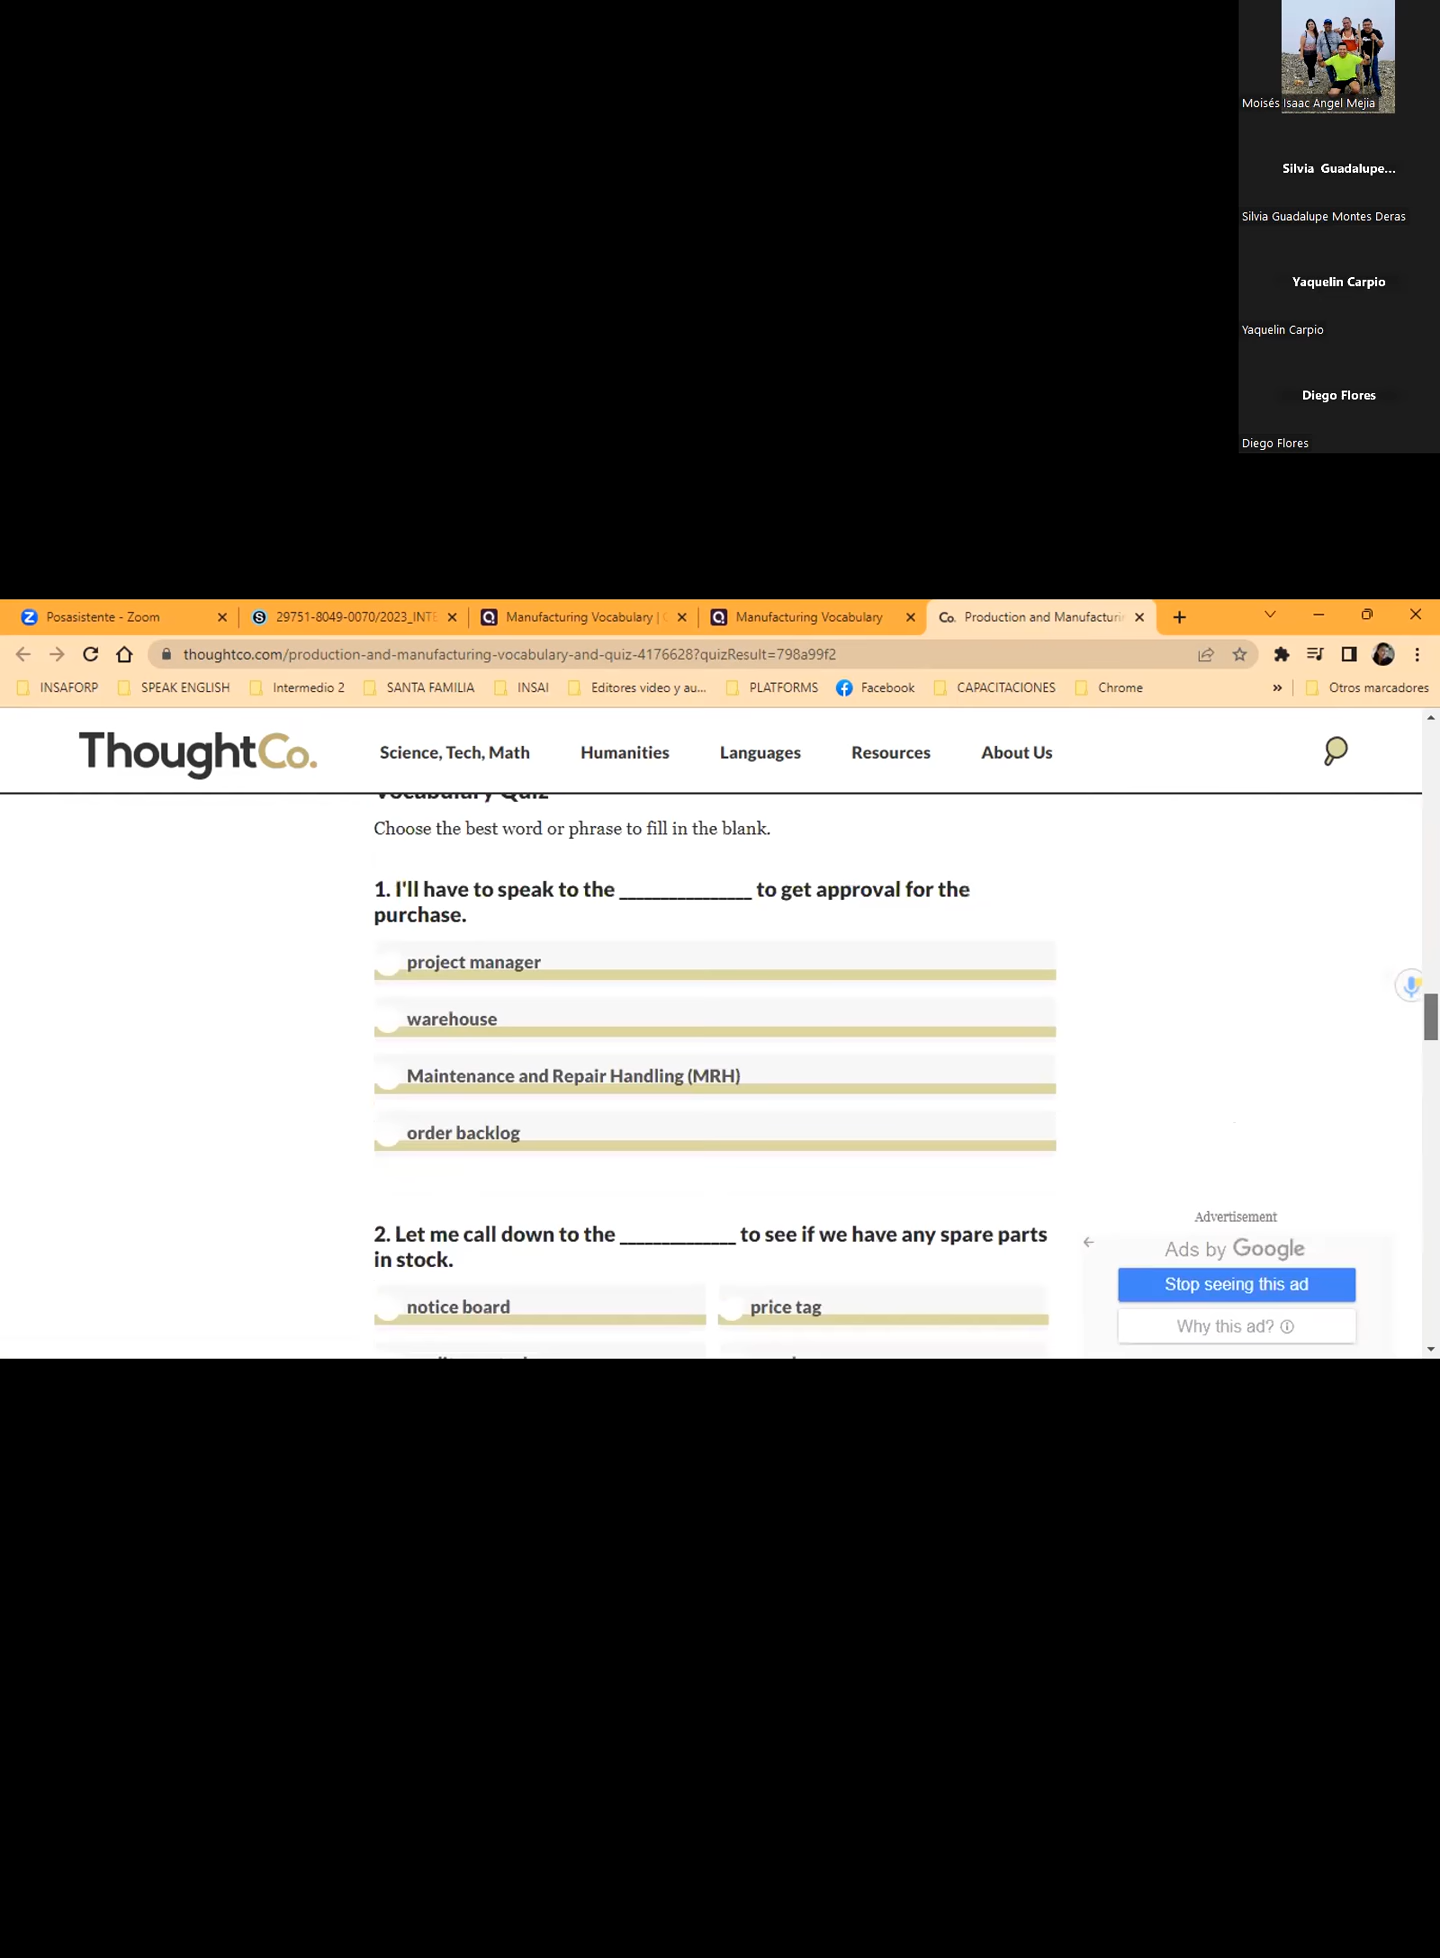 Moisés Isaac Angel Mejia
Silvia Guadalupe...
Silvia Guadalupe Montes Deras
Yaquelin Carpio
Yaquelin Carpio
Diego Flores
Diego Flores
Posasistente - Zoom
29751-8049-0070/2023_INTE
Manufacturing Vocabulary |
Manufacturing Vocabulary
Co. Production and Manufacturin
thoughtco.com/production-and-manufacturing-vocabulary-and-quiz-4176628?quizResult=798a99f2
INSAFORP SPEAK ENGLISH Intermedio 2 SANTA FAMILIA INSAI Editores video y au... PLATFORMS Facebook CAPACITACIONES Chrome » Otros marcadores
ThoughtCo. Science, Tech, Math Humanities Languages Resources About Us
Vocabulary Quiz
Choose the best word or phrase to fill in the blank.
1. I'll have to speak to the ______________ to get approval for the
purchase.
project manager
warehouse
Maintenance and Repair Handling (MRH)
order backlog
2. Let me call down to the ____________ to see if we have any spare parts
in stock.
notice board price tag
Advertisement
Ads by Google
Stop seeing this ad
Why this ad?